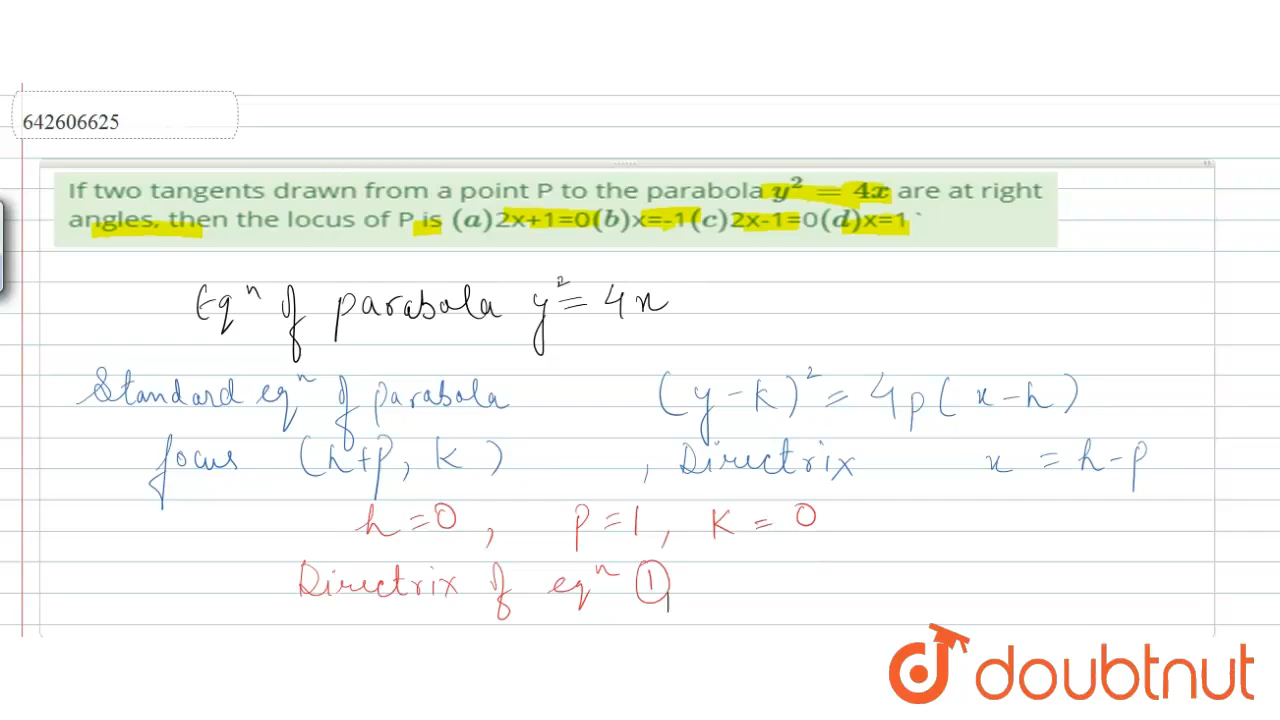 642606625
If two tangents drawn from a point P to the parabola y² = 4x are at right
angles, then the locus of P is (a)2x+1=0(b)x=-1(c)2x-1=0(d)x=1`
Eqⁿ of parabola y² = 4x
Standard eqⁿ of parabola (y-k)² = 4p(x-h)
focus (h+p, k) , Directrix x = h-p
h=0, p=1, K=0
Directrix of eqⁿ ①
doubtnut